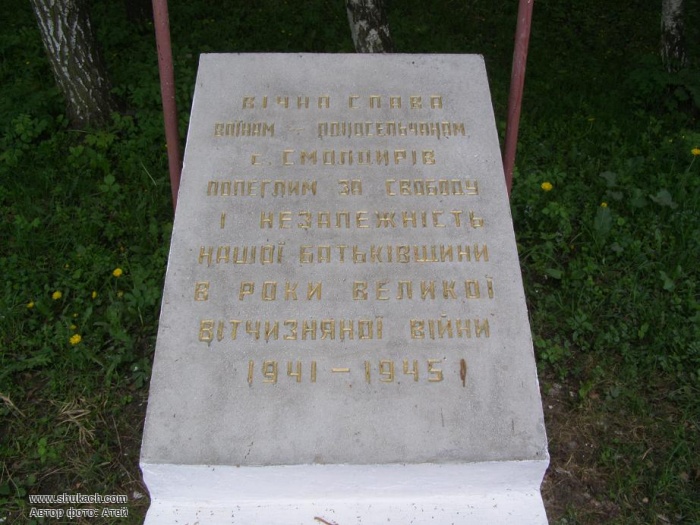 ВІЧНА СЛАВА
ВОЇНАМ – ОДНОСЕЛЬЧАНАМ
с. СМОЛДИРІВ
ПОЛЕГЛИМ ЗА СВОБОДУ
І НЕЗАЛЕЖНІСТЬ
НАШОЇ БАТЬКІВЩИНИ
В РОКИ ВЕЛИКОЇ
ВІТЧИЗНЯНОЇ ВІЙНИ
1941 – 1945
www.shukach.com
Автор фото: Атей